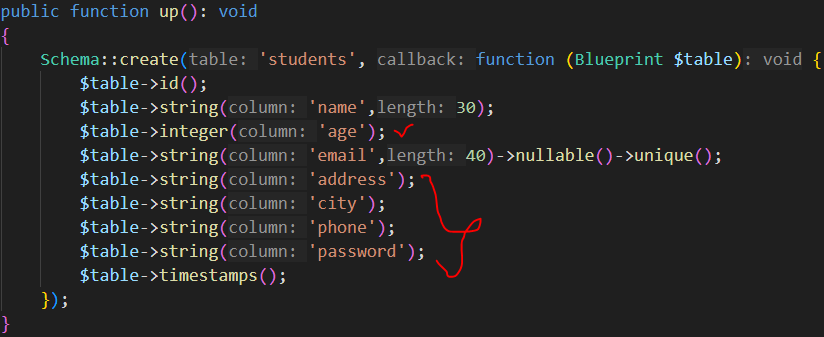 public function up(): void
{
Schema::create(table: 'students', callback: function (Blueprint $table): void {
$table->id();
$table->string(column: 'name',length: 30);
$table->integer(column: 'age');
$table->string(column: 'email',length: 40)->nullable()->unique();
$table->string(column: 'address');
$table->string(column: 'city');
$table->string(column: 'phone');
$table->string(column: 'password');
$table->timestamps();
});
}